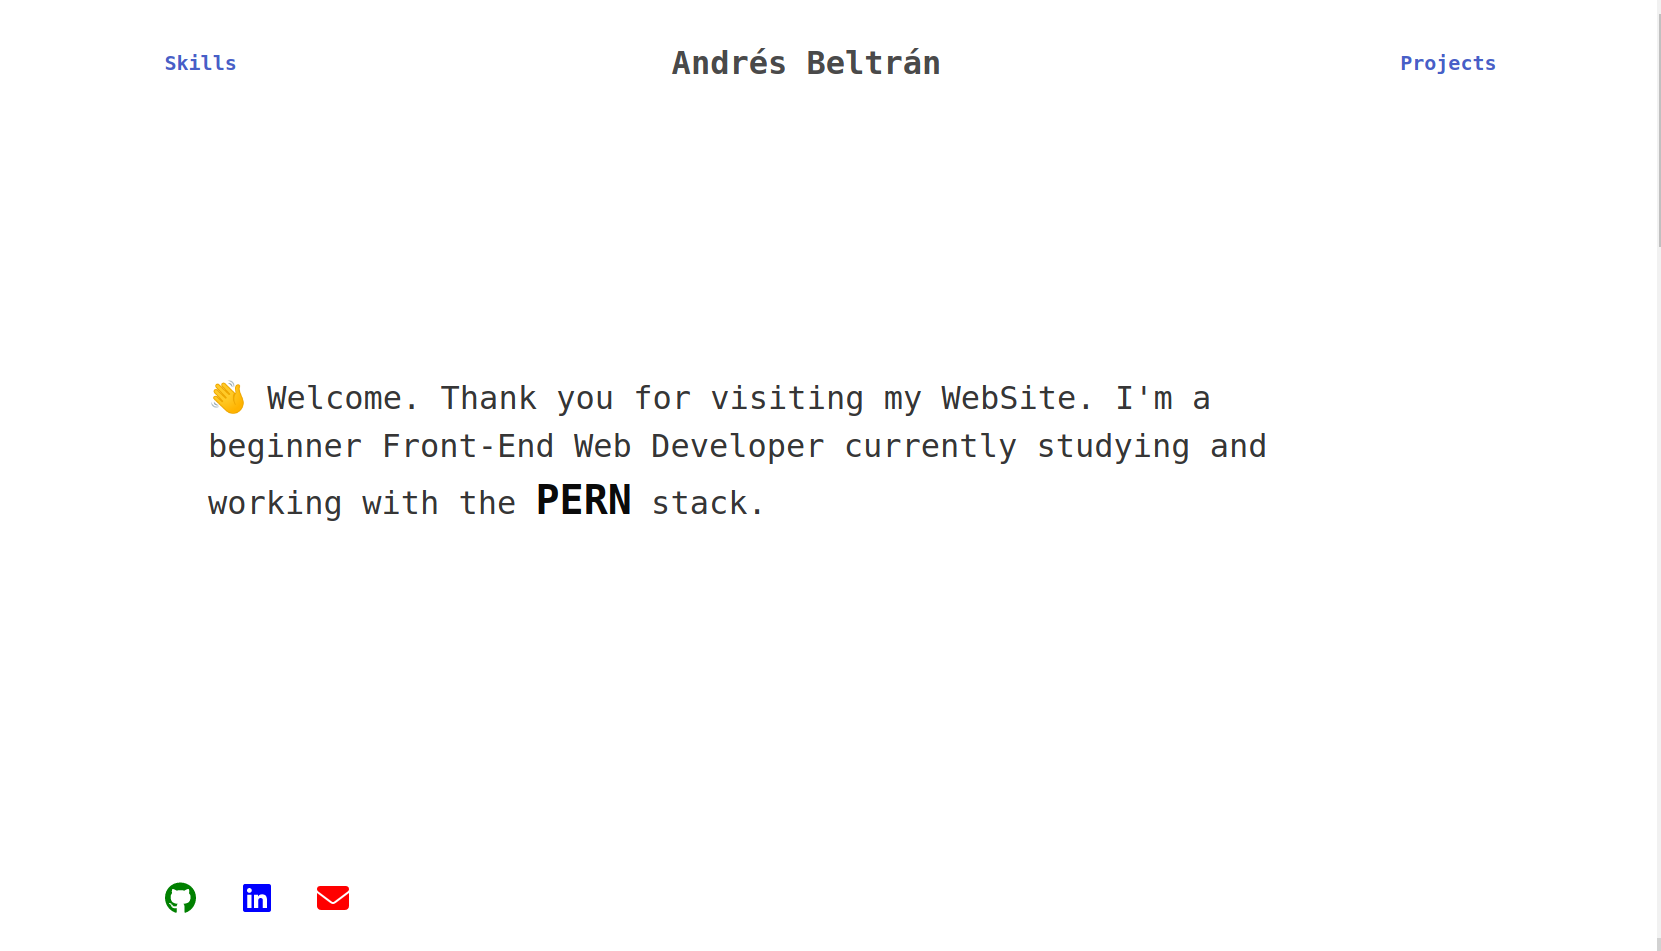 Skills
Andrés Beltrán
Projects
👋 Welcome. Thank you for visiting my WebSite. I'm a
beginner Front-End Web Developer currently studying and
working with the PERN stack.
in